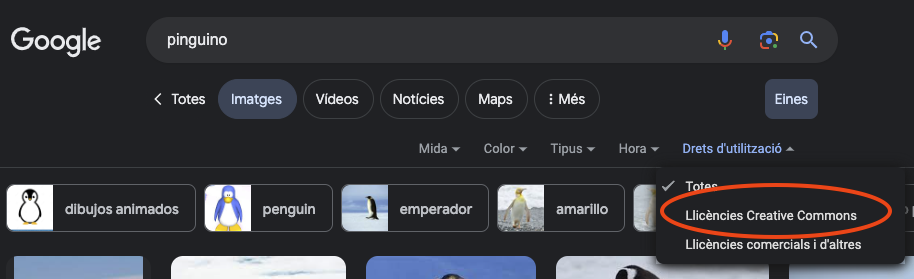 Google
pinguino
Totes Imatges Vídeos Notícies Maps Més Eines
Mida Color Tipus Hora Drets d'utilització
Totes
dibujos animados penguin emperador amarillo
Llicències Creative Commons
Llicències comercials i d'altres